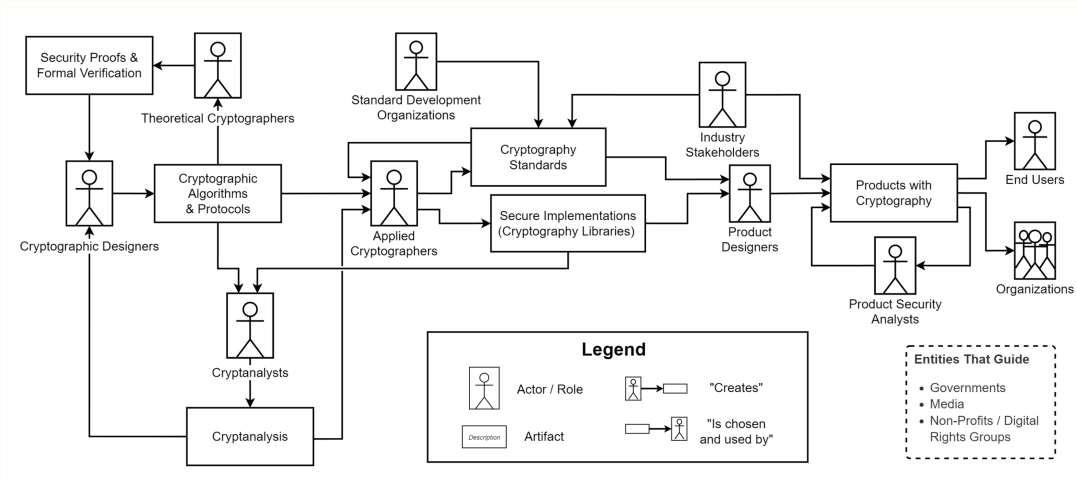 Security Proofs &
Formal Verification
Theoretical Cryptographers
Standard Development
Organizations
Industry
Stakeholders
Cryptography
Standards
End Users
Cryptographic
Algorithms
& Protocols
Products with
Cryptography
Cryptographic Designers
Applied
Cryptographers
Secure Implementations
(Cryptography Libraries)
Product
Designers
Organizations
Product Security
Analysts
Cryptanalysts
Cryptanalysis
Legend
Actor / Role
"Creates"
Description
Artifact
"Is chosen
and used by"
Entities That Guide
• Governments
• Media
• Non-Profits / Digital
Rights Groups